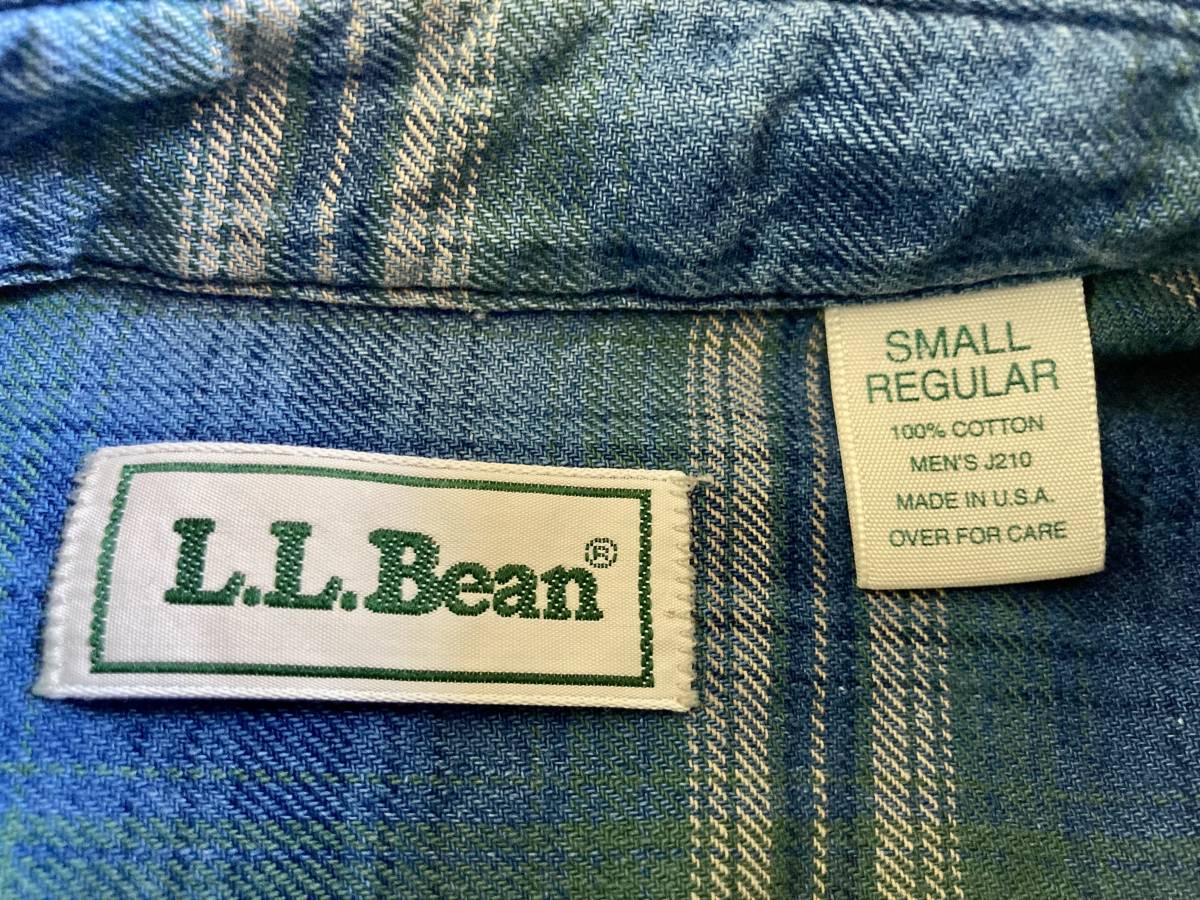 L.L.Bean®
SMALL
REGULAR
100% COTTON
MEN'S J210
MADE IN U.S.A.
OVER FOR CARE